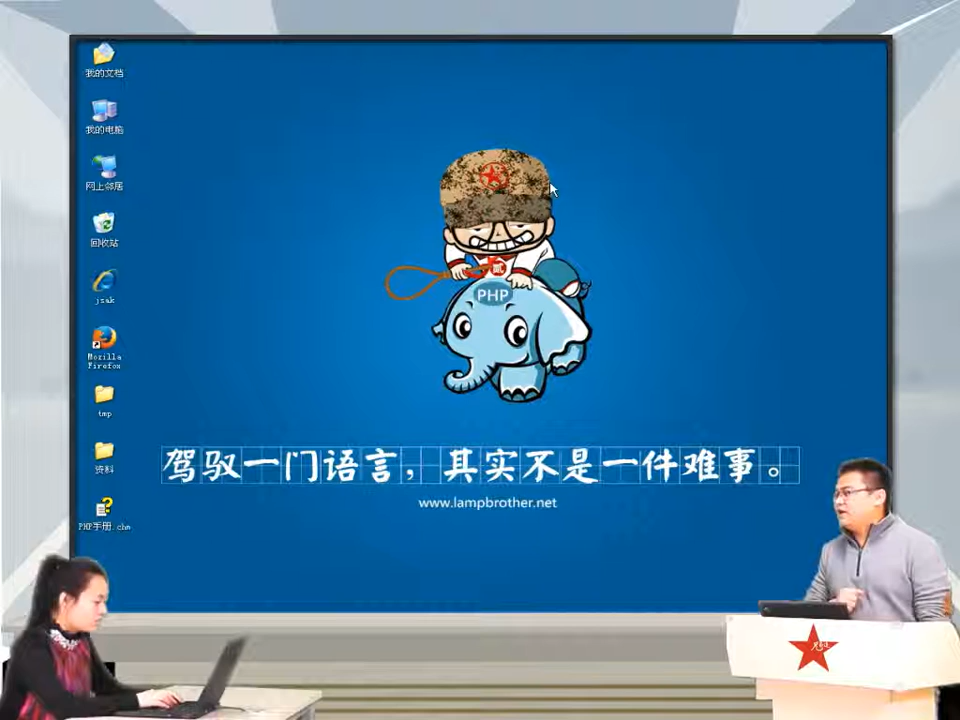 我的文档
我的电脑
网上邻居
回收站
jsak
Mozilla
Firefox
tmp
资料
PHP手册.chm
贰
PHP
驾驭一门语言，其实不是一件难事。
www.lampbrother.net